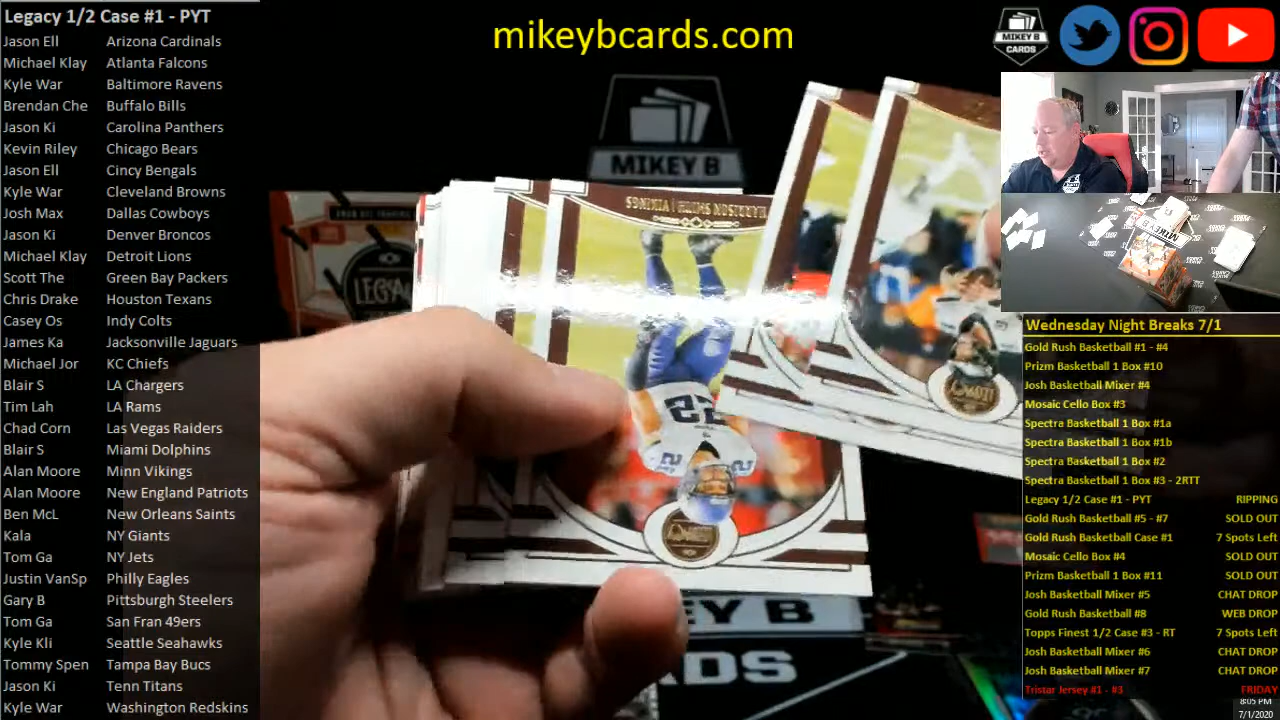 Legacy 1/2 Case #1 - PYT
Jason Ell Arizona Cardinals
Michael Klay Atlanta Falcons
Kyle War Baltimore Ravens
Brendan Che Buffalo Bills
Jason Ki Carolina Panthers
Kevin Riley Chicago Bears
Jason Ell Cincy Bengals
Kyle War Cleveland Browns
Josh Max Dallas Cowboys
Jason Ki Denver Broncos
Michael Klay Detroit Lions
Scott The Green Bay Packers
Chris Drake Houston Texans
Casey Os Indy Colts
James Ka Jacksonville Jaguars
Michael Jor KC Chiefs
Blair S LA Chargers
Tim Lah LA Rams
Chad Corn Las Vegas Raiders
Blair S Miami Dolphins
Alan Moore Minn Vikings
Alan Moore New England Patriots
Ben McL New Orleans Saints
Kala NY Giants
Tom Ga NY Jets
Justin VanSp Philly Eagles
Gary B Pittsburgh Steelers
Tom Ga San Fran 49ers
Kyle Kli Seattle Seahawks
Tommy Spen Tampa Bay Bucs
Jason Ki Tenn Titans
Kyle War Washington Redskins
mikeybcards.com
MIKEY B
CARDS
MIKEY B
HARRISON SMITH | VIKINGS
LEGACY
22
KEY B
RDS
Wednesday Night Breaks 7/1
Gold Rush Basketball #1 - #4
Prizm Basketball 1 Box #10
Josh Basketball Mixer #4
Mosaic Cello Box #3
Spectra Basketball 1 Box #1a
Spectra Basketball 1 Box #1b
Spectra Basketball 1 Box #2
Spectra Basketball 1 Box #3 - 2RTT
Legacy 1/2 Case #1 - PYT RIPPING
Gold Rush Basketball #5 - #7 SOLD OUT
Gold Rush Basketball Case #1 7 Spots Left
Mosaic Cello Box #4 SOLD OUT
Prizm Basketball 1 Box #11 SOLD OUT
Josh Basketball Mixer #5 CHAT DROP
Gold Rush Basketball #8 WEB DROP
Topps Finest 1/2 Case #3 - RT 7 Spots Left
Josh Basketball Mixer #6 CHAT DROP
Josh Basketball Mixer #7 CHAT DROP
Tristar Jersey #1 - #3 FRIDAY
8:05 PM
7/1/2020